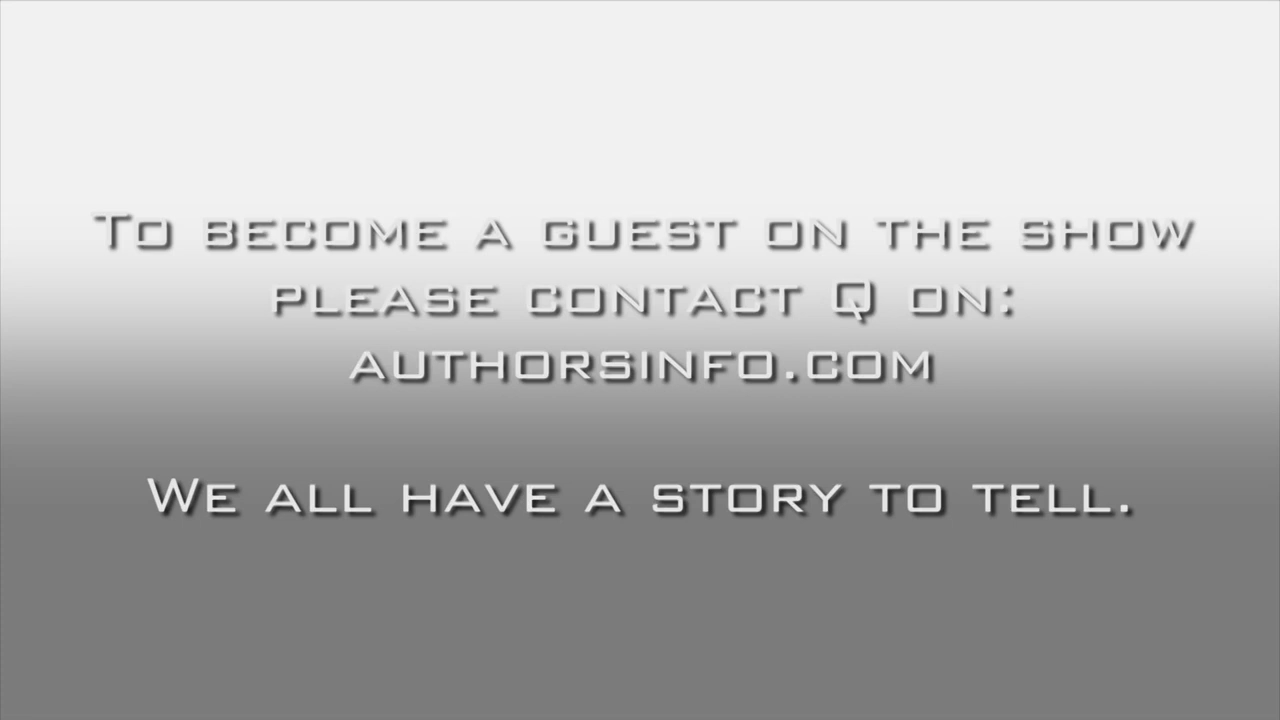 To become a guest on the show
please contact Q on:
authorsinfo.com
We all have a story to tell.